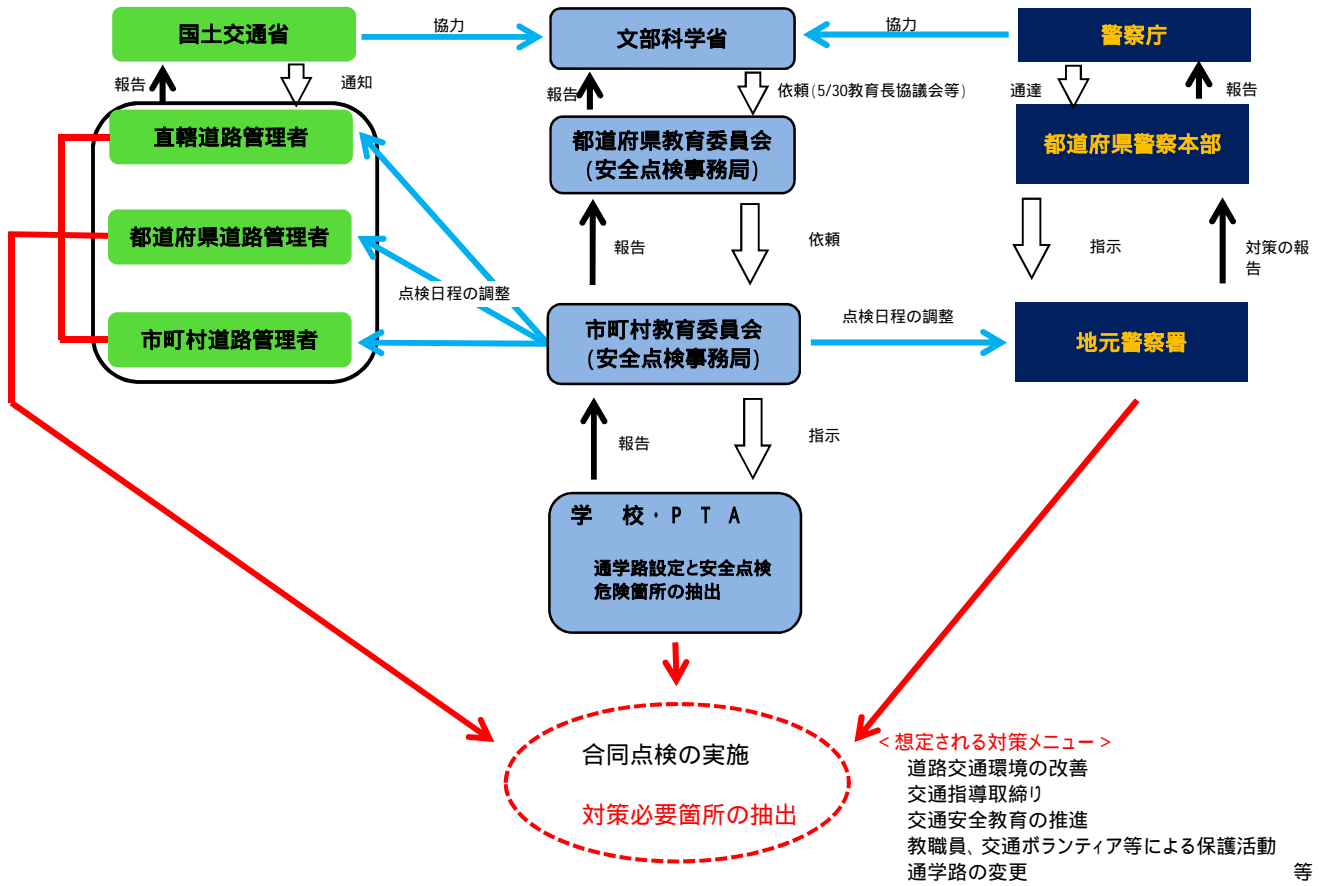 国土交通省
協力
文部科学省
協力
警察庁
報告
通知
報告
依頼(5/30教育長協議会等)
通達
報告
直轄道路管理者
都道府県教育委員会
(安全点検事務局)
都道府県警察本部
都道府県道路管理者
報告
依頼
指示
対策の報
告
点検日程の調整
市町村道路管理者
市町村教育委員会
(安全点検事務局)
点検日程の調整
地元警察署
報告
指示
学 校・P T A
通学路設定と安全点検
危険箇所の抽出
合同点検の実施
対策必要箇所の抽出
<想定される対策メニュー>
道路交通環境の改善
交通指導取締り
交通安全教育の推進
教職員、交通ボランティア等による保護活動
通学路の変更 等